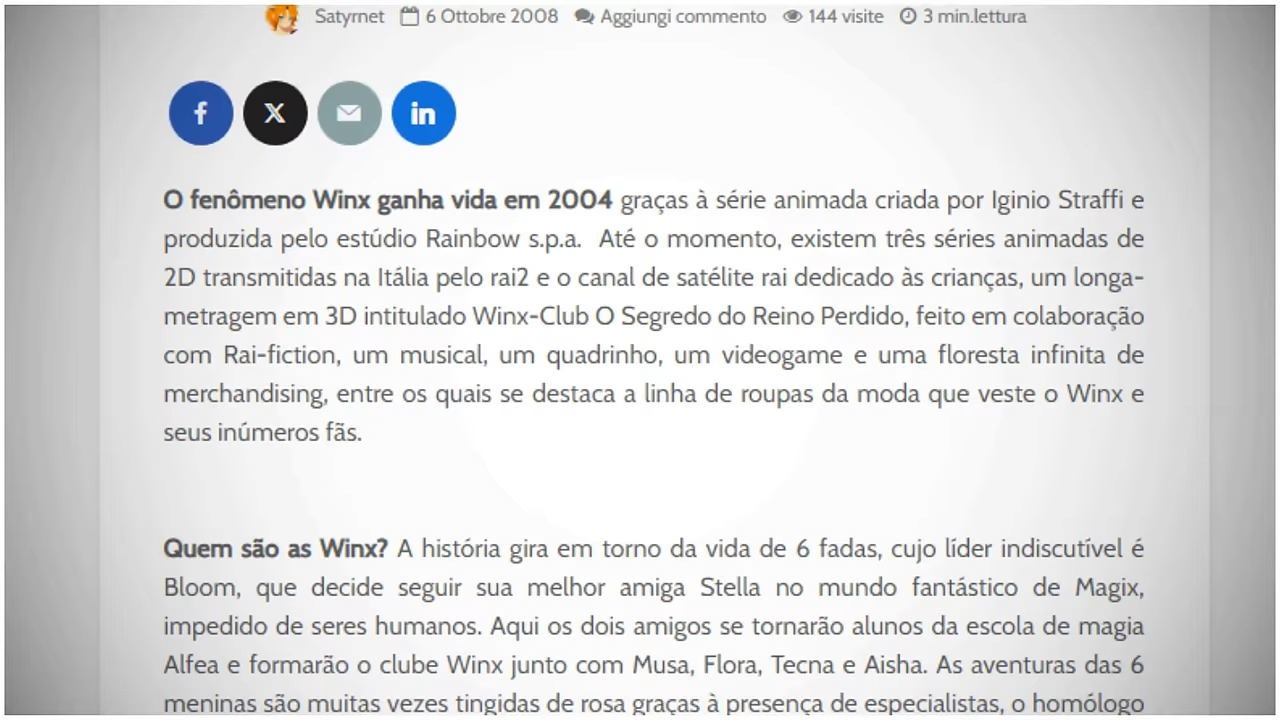 Satyrnet 6 Ottobre 2008 Aggiungi commento 144 visite 3 min.lettura
f X in
O fenômeno Winx ganha vida em 2004 graças à série animada criada por Iginio Straffi e
produzida pelo estúdio Rainbow s.p.a. Até o momento, existem três séries animadas de
2D transmitidas na Itália pelo rai2 e o canal de satélite rai dedicado às crianças, um longa-
metragem em 3D intitulado Winx-Club O Segredo do Reino Perdido, feito em colaboração
com Rai-fiction, um musical, um quadrinho, um videogame e uma floresta infinita de
merchandising, entre os quais se destaca a linha de roupas da moda que veste o Winx e
seus inúmeros fãs.
Quem são as Winx? A história gira em torno da vida de 6 fadas, cujo líder indiscutível é
Bloom, que decide seguir sua melhor amiga Stella no mundo fantástico de Magix,
impedido de seres humanos. Aqui os dois amigos se tornarão alunos da escola de magia
Alfea e formarão o clube Winx junto com Musa, Flora, Tecna e Aisha. As aventuras das 6
meninas são muitas vezes tingidas de rosa graças à presença de especialistas, o homólogo